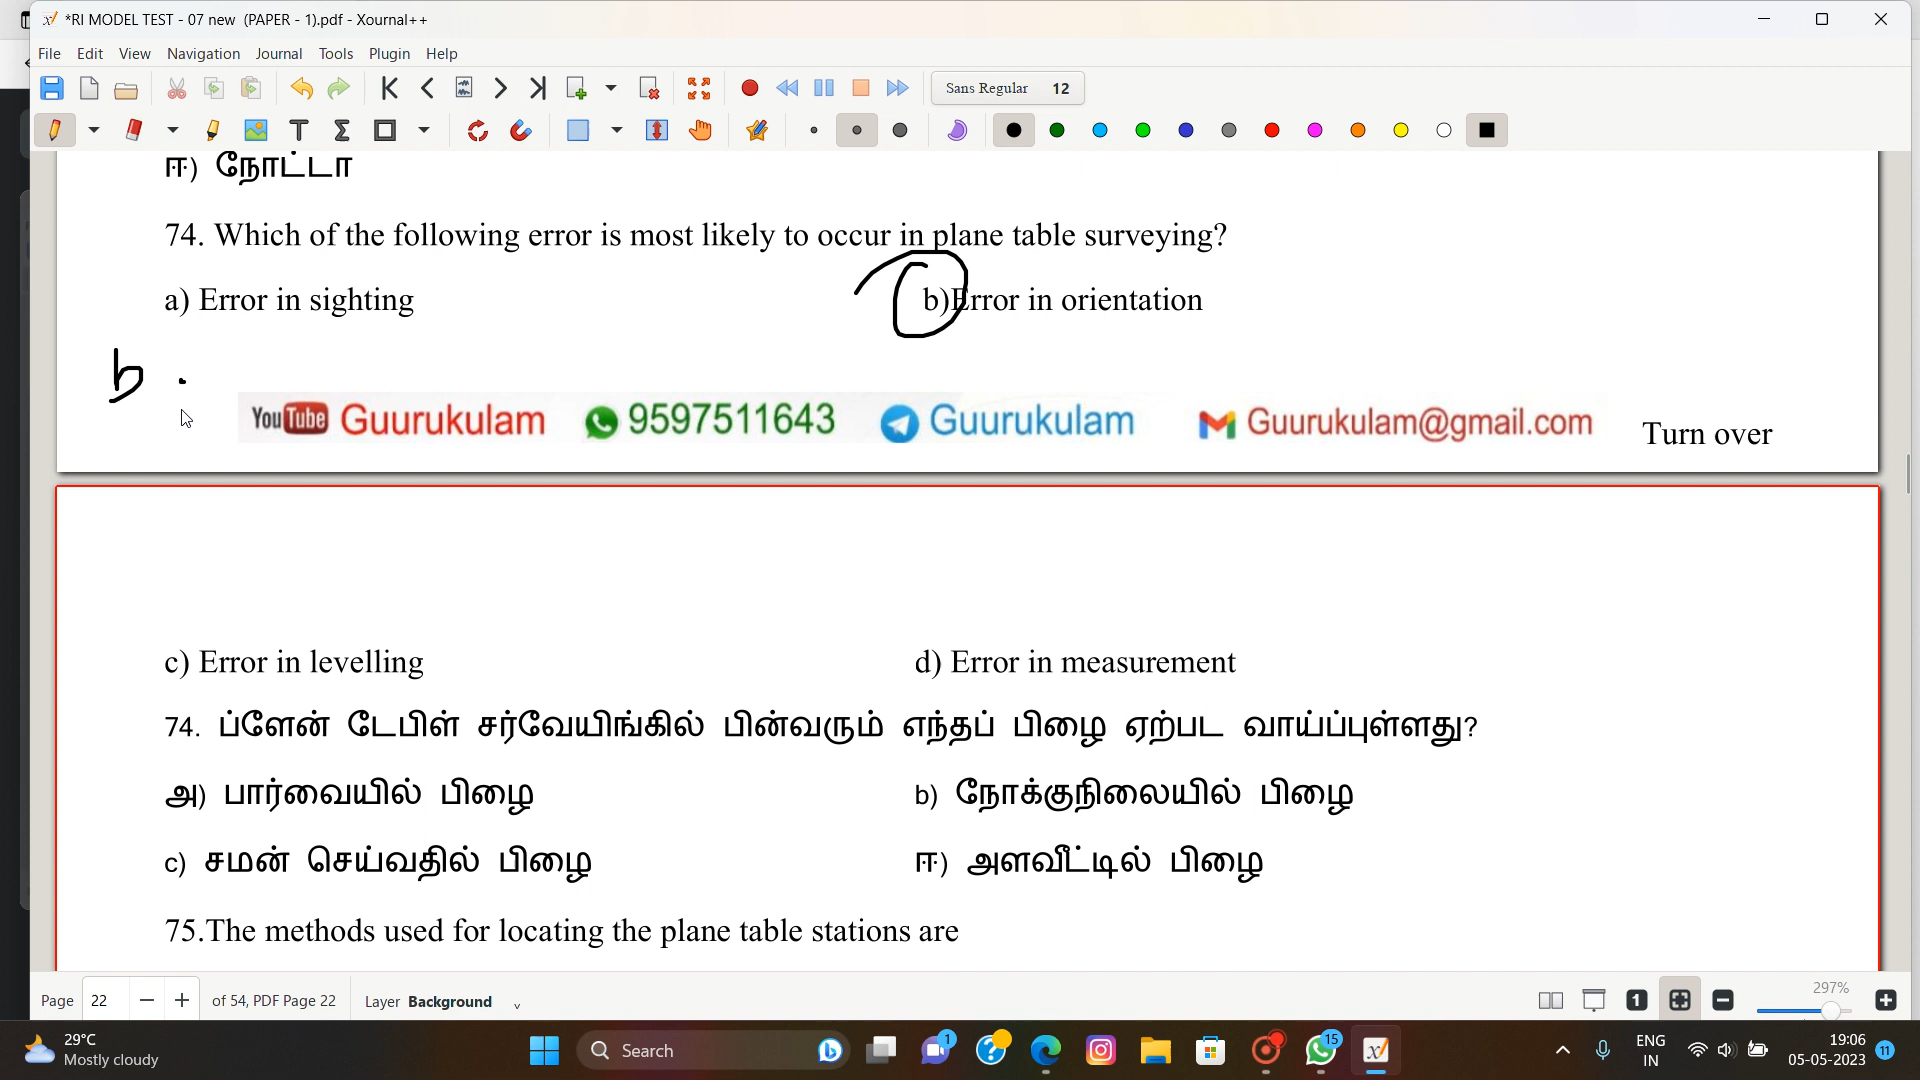 *RI MODEL TEST - 07 new (PAPER - 1).pdf - Xournal++
File Edit View Navigation Journal Tools Plugin Help
Sans Regular 12
ஈ) நோட்டா
74. Which of the following error is most likely to occur in plane table surveying?
a) Error in sighting b)Error in orientation
b
YouTube Guurukulam 9597511643 Guurukulam Guurukulam@gmail.com Turn over
c) Error in levelling d) Error in measurement
74. ப்ளேன் டேபிள் சர்வேயிங்கில் பின்வரும் எந்தப் பிழை ஏற்பட வாய்ப்புள்ளது?
அ) பார்வையில் பிழை b) நோக்குநிலையில் பிழை
c) சமன் செய்வதில் பிழை ஈ) அளவீட்டில் பிழை
75.The methods used for locating the plane table stations are
Page 22 of 54, PDF Page 22 Layer Background 297%
29°C
Mostly cloudy
Search
1
15
ENG
IN
19:06
05-05-2023
11